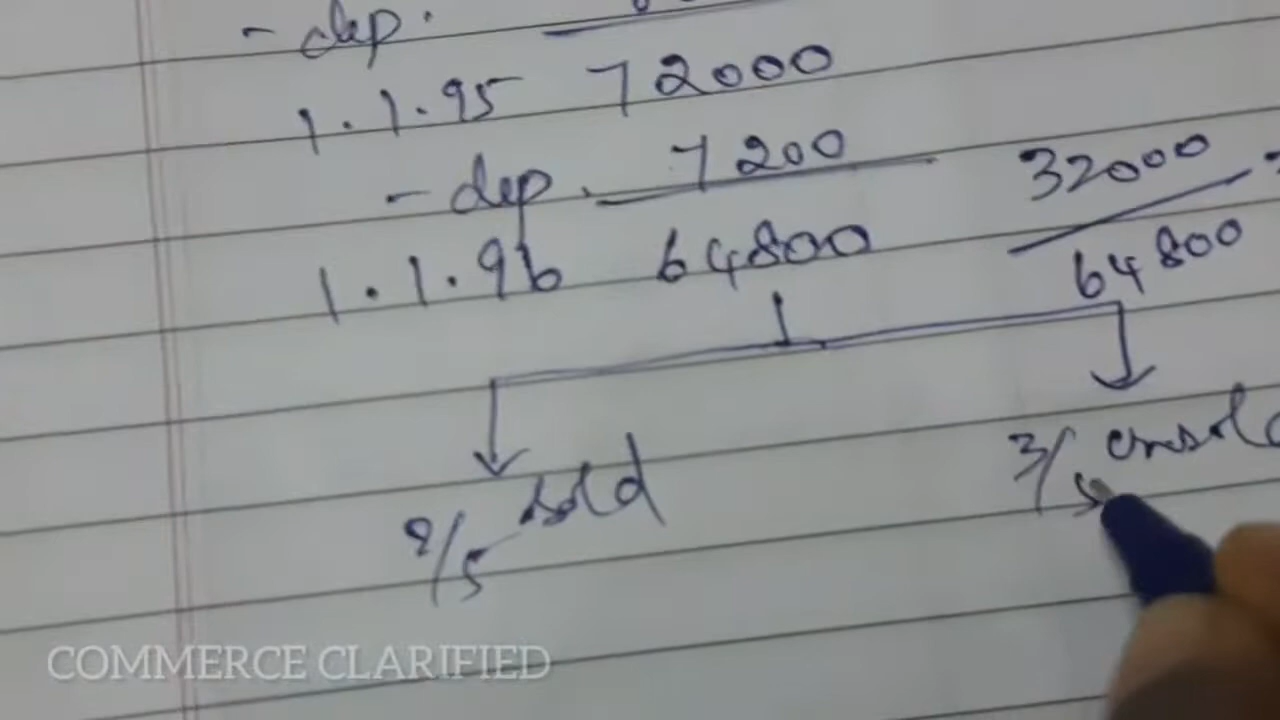 - dep.
1.1.95 72000
- dep. 7200
1.1.96 64800
32000
64800
2/5 sold
3/5
COMMERCE CLARIFIED